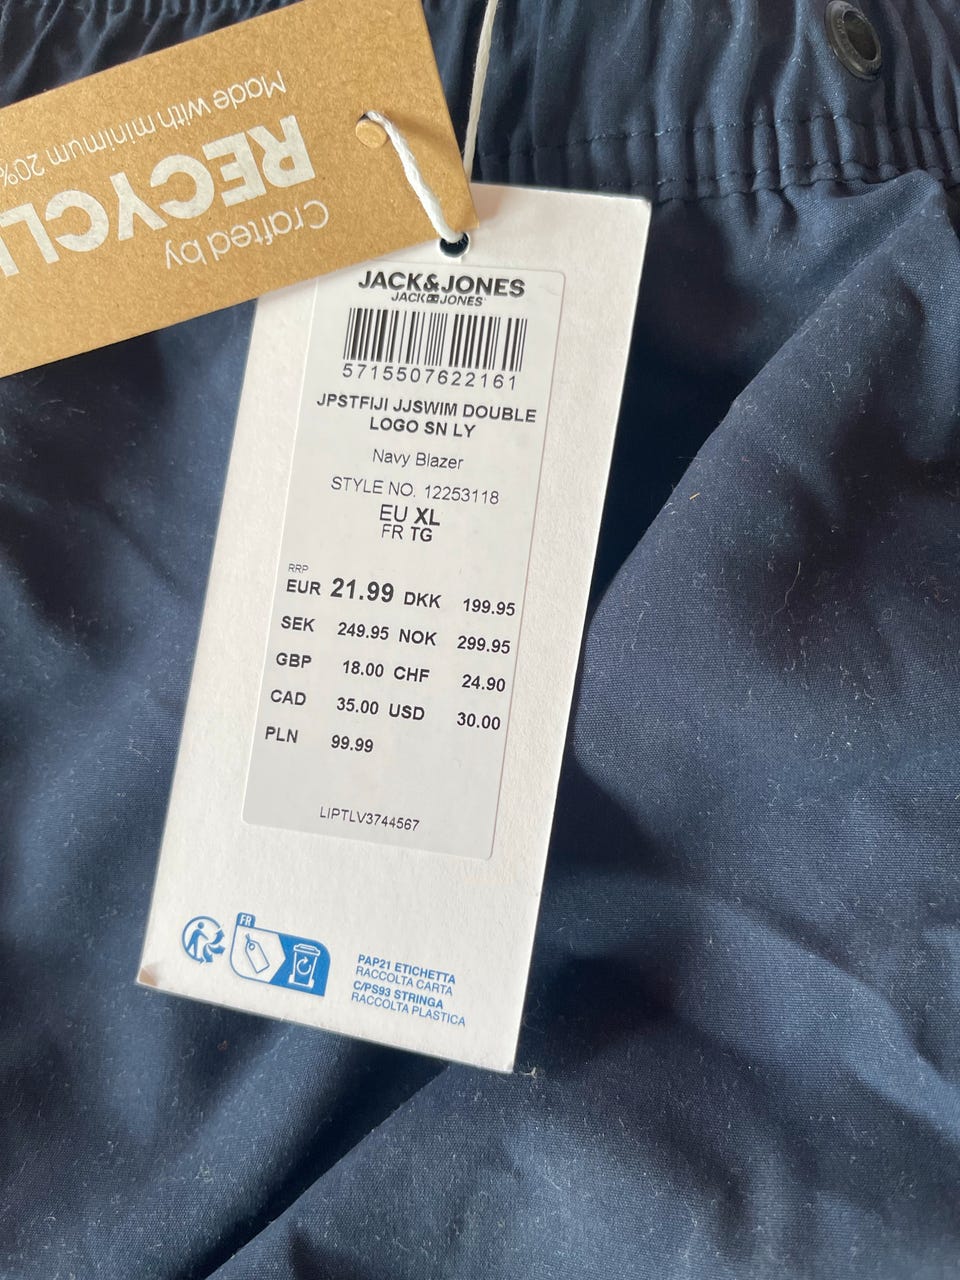 Crafted by
RECYCL
Made with minimum 20%
JACK&JONES
JACK&JONES
5715507622161
JPSTFIJI JJSWIM DOUBLE
LOGO SN LY
Navy Blazer
STYLE NO. 12253118
EU XL
FR TG
RRP
EUR 21.99 DKK 199.95
SEK 249.95 NOK 299.95
GBP 18.00 CHF 24.90
CAD 35.00 USD 30.00
PLN 99.99
LIPTLV3744567
FR
PAP21 ETICHETTA
RACCOLTA CARTA
C/PS93 STRINGA
RACCOLTA PLASTICA